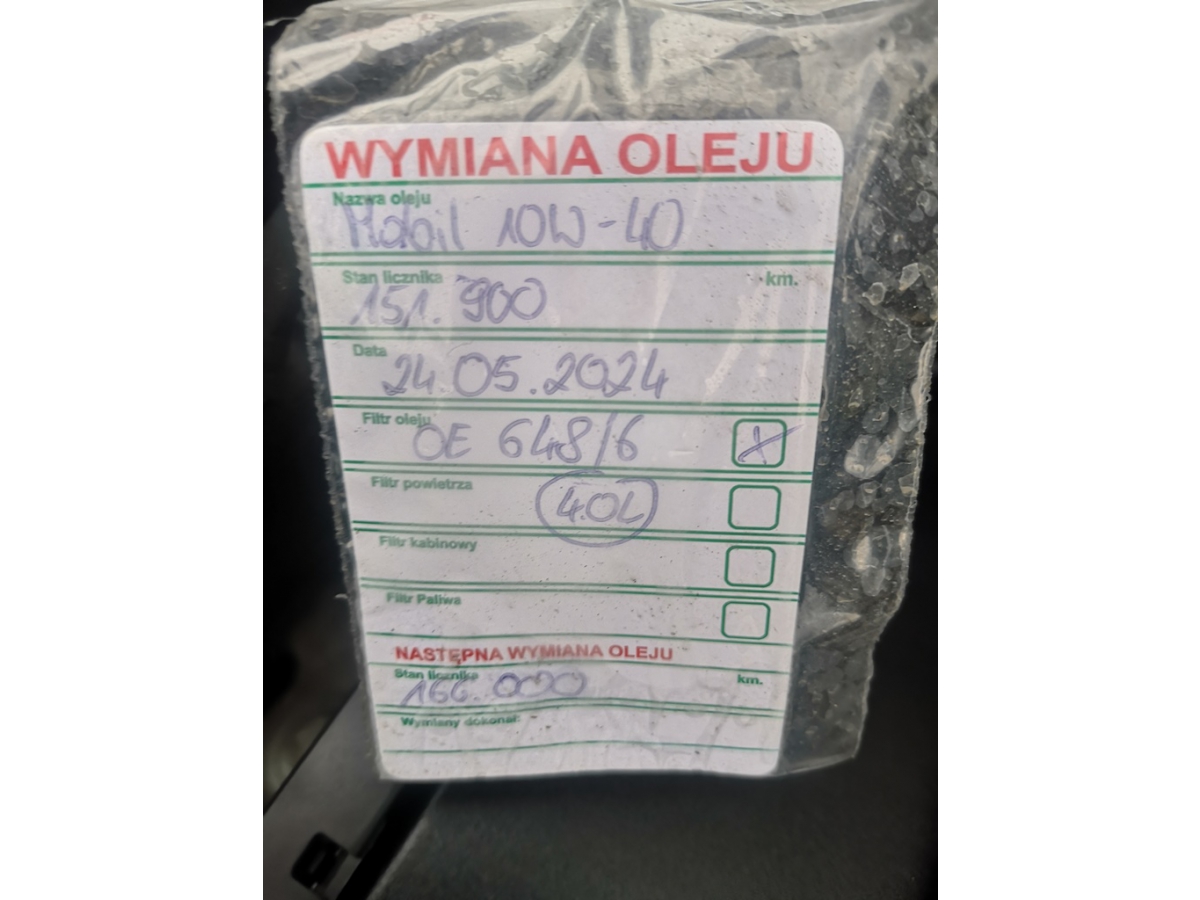 WYMIANA OLEJU
Nazwa oleju
Mobil 10W-40
Stan licznika km.
151.900
Data
24.05.2024
Filtr oleju
OE 648/6 X
Filtr powietrza
4.0L
Filtr kabinowy
Filtr Paliwa
NASTĘPNA WYMIANA OLEJU
Stan licznika km.
166.000
Wymiany dokonał: